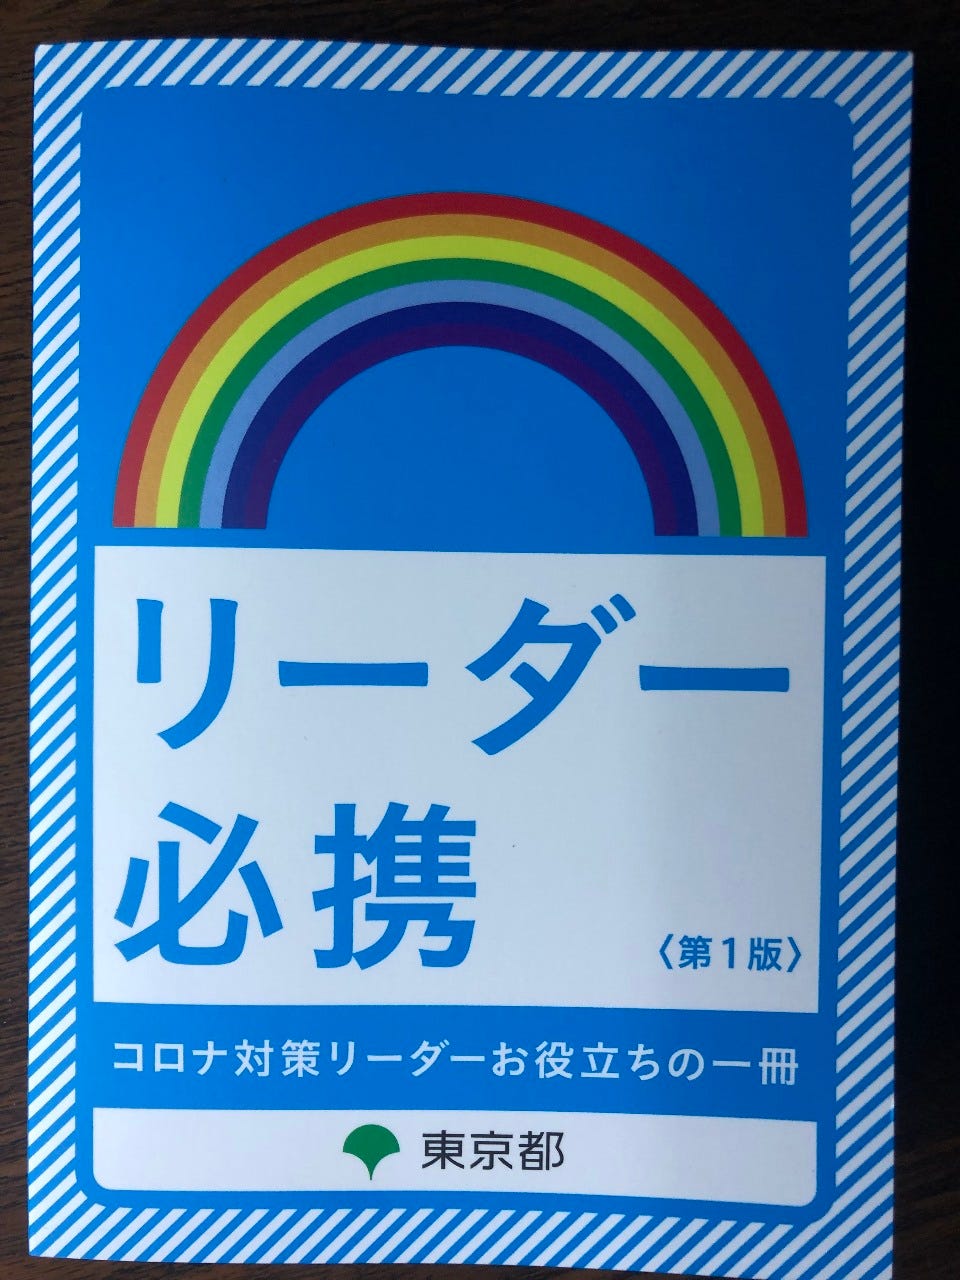 リーダー
必携
〈第1版〉
コロナ対策リーダーお役立ちの一冊
東京都